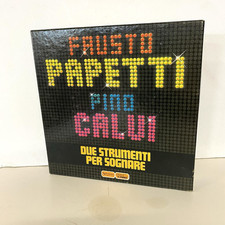 FAUSTO
PAPETTI
PINO
CALVI
DUE STRUMENTI
PER SOGNARE